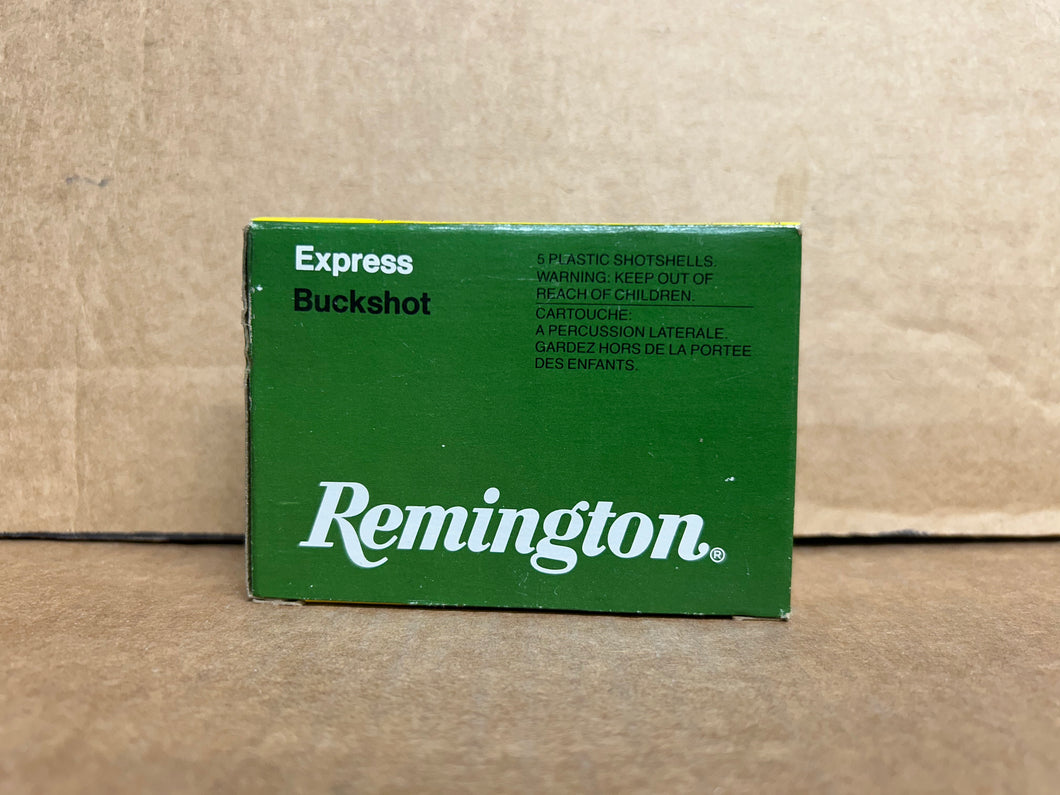 Express
Buckshot
5 PLASTIC SHOTSHELLS.
WARNING: KEEP OUT OF
REACH OF CHILDREN.
CARTOUCHE:
A PERCUSSION LATERALE.
GARDEZ HORS DE LA PORTEE
DES ENFANTS.
Remington®